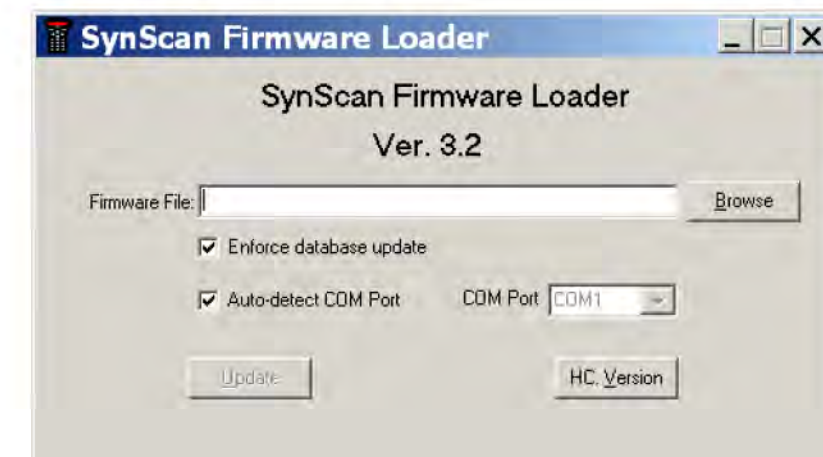 SynScan Firmware Loader
SynScan Firmware Loader
Ver. 3.2
Firmware File: Browse
Enforce database update
Auto-detect COM Port COM Port COM1
Update HC. Version